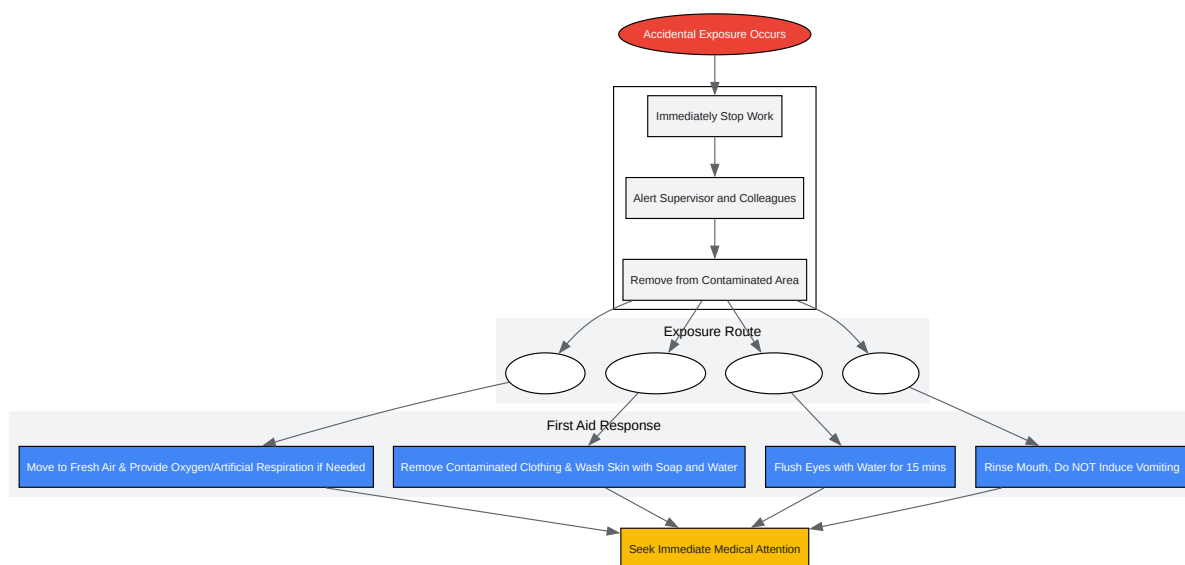 Accidental Exposure Occurs
Immediately Stop Work
Alert Supervisor and Colleagues
Remove from Contaminated Area
Exposure Route
First Aid Response
Move to Fresh Air & Provide Oxygen/Artificial Respiration if Needed
Remove Contaminated Clothing & Wash Skin with Soap and Water
Flush Eyes with Water for 15 mins
Rinse Mouth, Do NOT Induce Vomiting
Seek Immediate Medical Attention